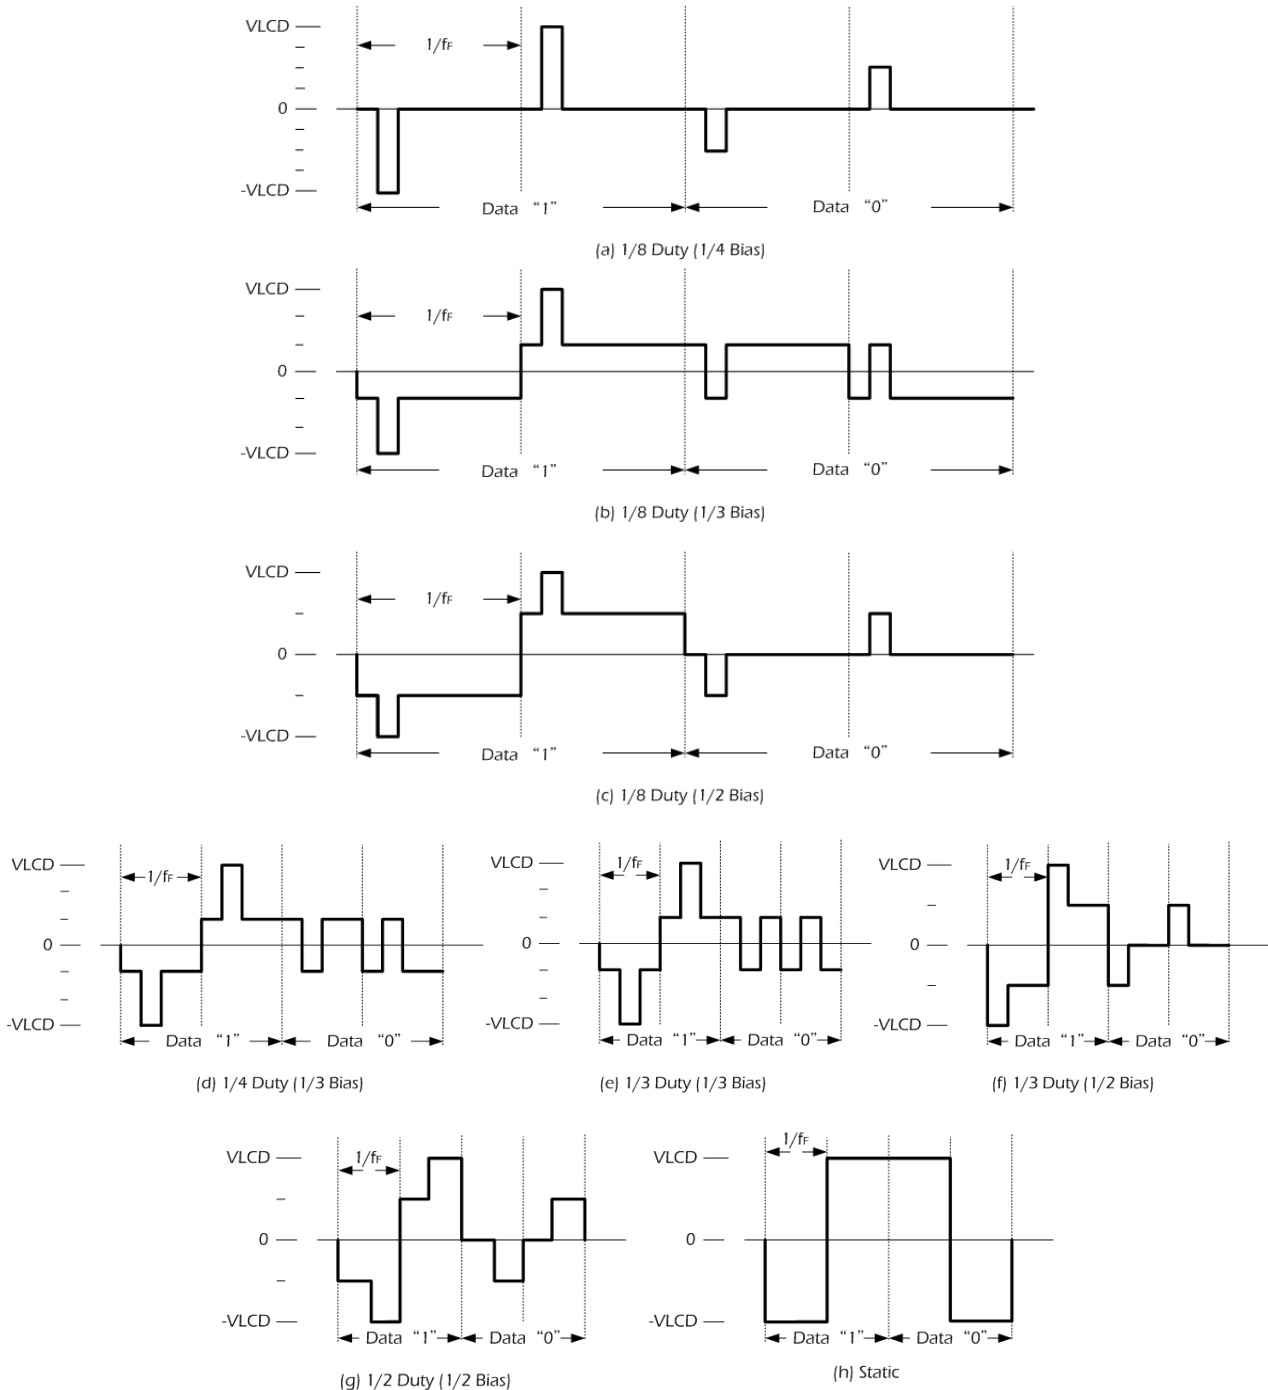 VLCD
1/fF
0
-VLCD
Data “1”
Data “0”
(a) 1/8 Duty (1/4 Bias)
VLCD
1/fF
0
-VLCD
Data “1”
Data “0”
(b) 1/8 Duty (1/3 Bias)
VLCD
1/fF
0
-VLCD
Data “1”
Data “0”
(c) 1/8 Duty (1/2 Bias)
VLCD
1/fF
0
-VLCD
Data “1”
Data “0”
(d) 1/4 Duty (1/3 Bias)
VLCD
1/fF
0
-VLCD
Data “1”
Data “0”
(e) 1/3 Duty (1/3 Bias)
VLCD
1/fF
0
-VLCD
Data “1”
Data “0”
(f) 1/3 Duty (1/2 Bias)
VLCD
1/fF
0
-VLCD
Data “1”
Data “0”
(g) 1/2 Duty (1/2 Bias)
1/fF
VLCD
0
-VLCD
Data “1”
Data “0”
(h) Static